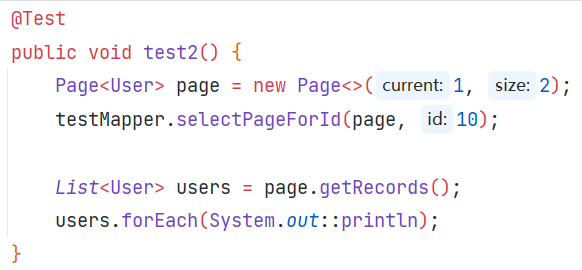 @Test
public void test2() {
    Page<User> page = new Page<>( current: 1, size: 2);
    testMapper.selectPageForId(page, id: 10);

    List<User> users = page.getRecords();
    users.forEach(System.out::println);
}